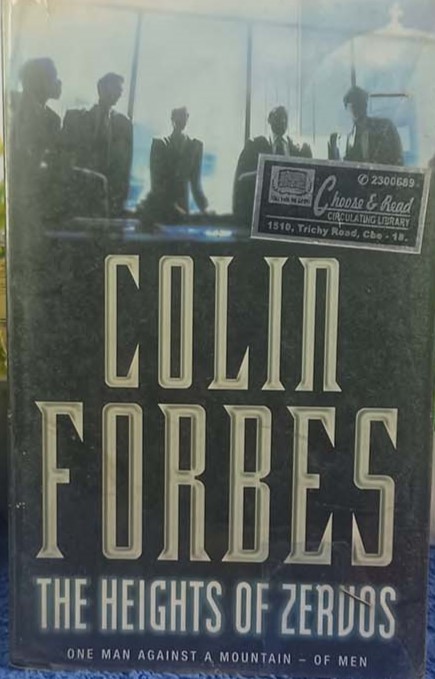 ✆ 2300689
Choose & Read
CIRCULATING LIBRARY
1510, Trichy Road, Cbe - 18.
COLIN
FORBES
THE HEIGHTS OF ZERVOS
ONE MAN AGAINST A MOUNTAIN – OF MEN